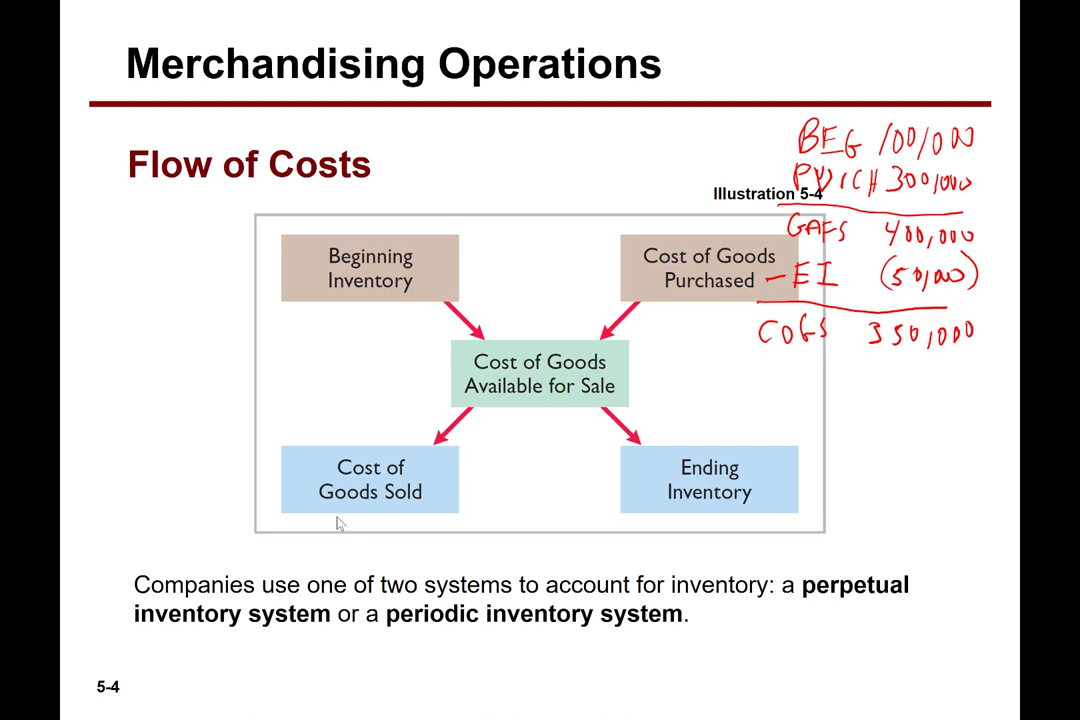 Merchandising Operations
Flow of Costs
BEG 100,000
PURCH 300,000
Illustration 5-4
GAFS 400,000
- EI (50,000)
COGS 350,000
Beginning
Inventory
Cost of Goods
Purchased
Cost of Goods
Available for Sale
Cost of
Goods Sold
Ending
Inventory
Companies use one of two systems to account for inventory: a perpetual
inventory system or a periodic inventory system.
5-4